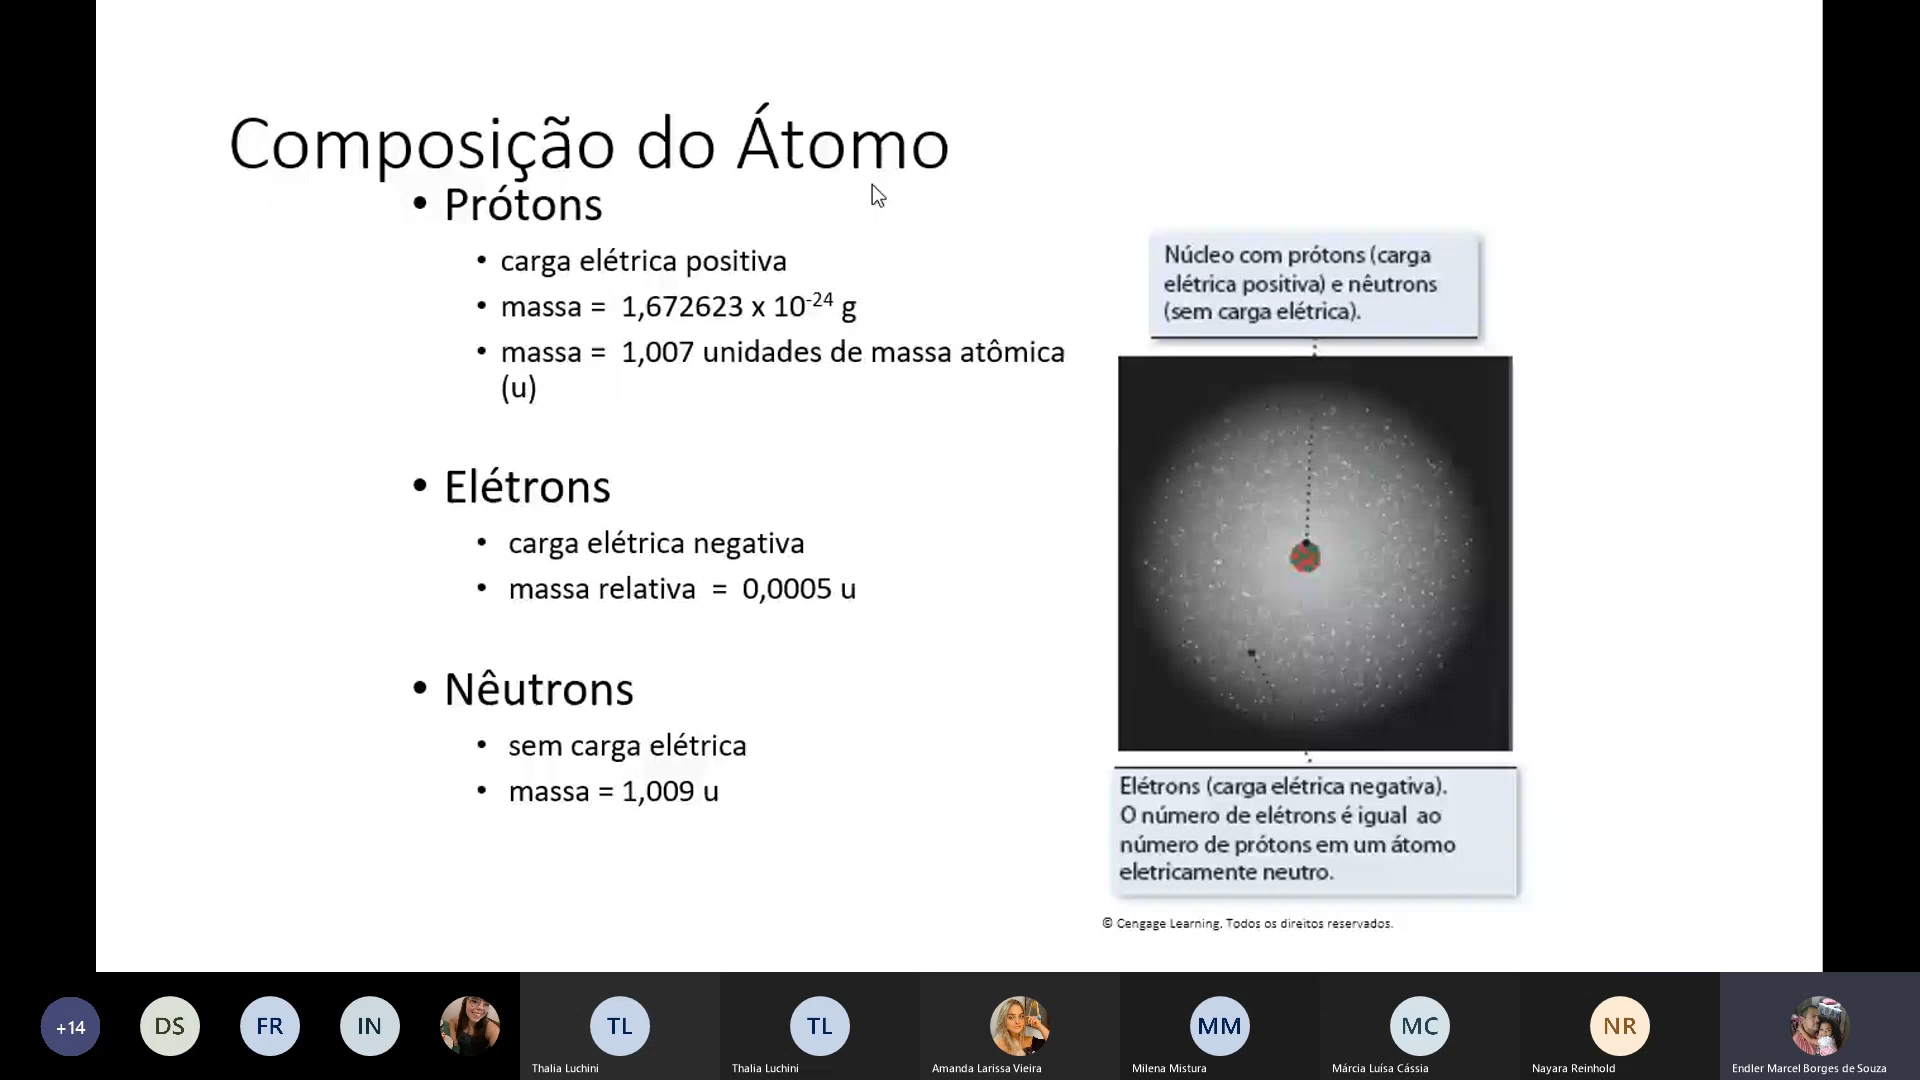 Composição do Átomo
• Prótons
• carga elétrica positiva
• massa = 1,672623 x 10⁻²⁴ g
• massa = 1,007 unidades de massa atômica
(u)
• Elétrons
• carga elétrica negativa
• massa relativa = 0,0005 u
• Nêutrons
• sem carga elétrica
• massa = 1,009 u
Núcleo com prótons (carga
elétrica positiva) e nêutrons
(sem carga elétrica).
Elétrons (carga elétrica negativa).
O número de elétrons é igual ao
número de prótons em um átomo
eletricamente neutro.
© Cengage Learning. Todos os direitos reservados.
+14
DS
FR
IN
TL
Thalia Luchini
TL
Thalia Luchini
Amanda Larissa Vieira
MM
Milena Mistura
MC
Márcia Luísa Cássia
NR
Nayara Reinhold
Endler Marcel Borges de Souza